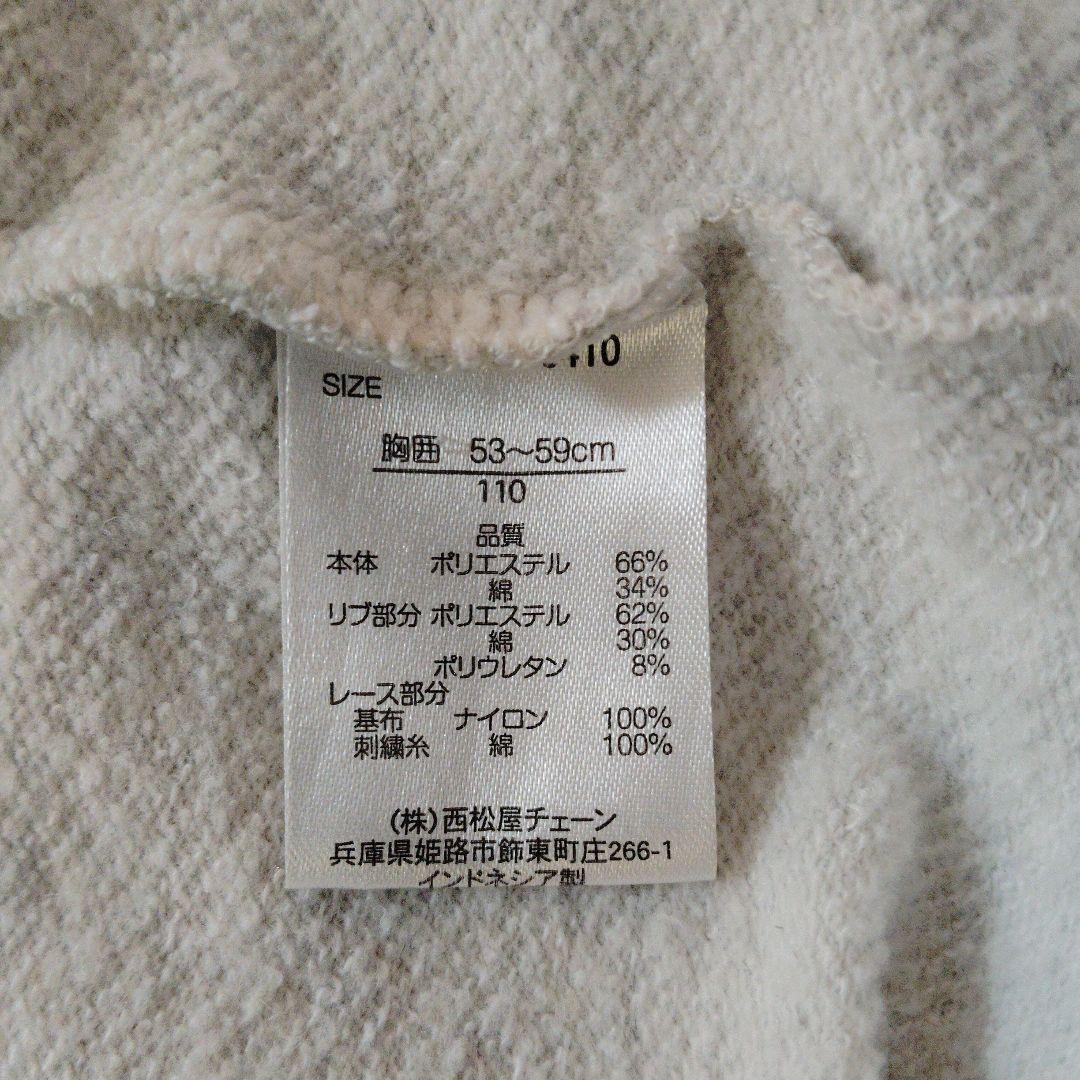 110
SIZE
胸囲 53～59cm
110
品質
本体 ポリエステル 66%
綿 34%
リブ部分 ポリエステル 62%
綿 30%
ポリウレタン 8%
レース部分
基布 ナイロン 100%
刺繍糸 綿 100%
(株)西松屋チェーン
兵庫県姫路市飾東町庄266-1
インドネシア製